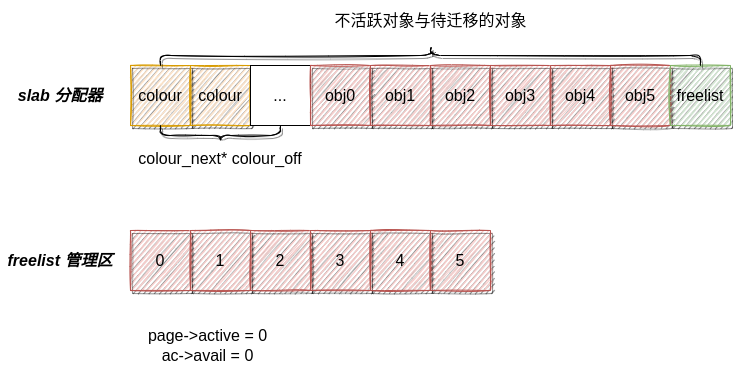 不活跃对象与待迁移的对象
slab 分配器
colour colour ... obj0 obj1 obj2 obj3 obj4 obj5 freelist
colour_next* colour_off
freelist 管理区
0 1 2 3 4 5
page->active = 0
ac->avail = 0